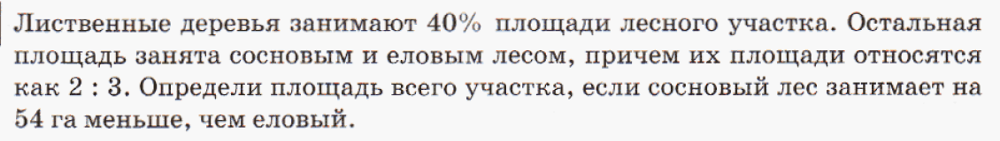 Лиственные деревья занимают 40% площади лесного участка. Остальная
площадь занята сосновым и еловым лесом, причем их площади относятся
как 2 : 3. Определи площадь всего участка, если сосновый лес занимает на
54 га меньше, чем еловый.